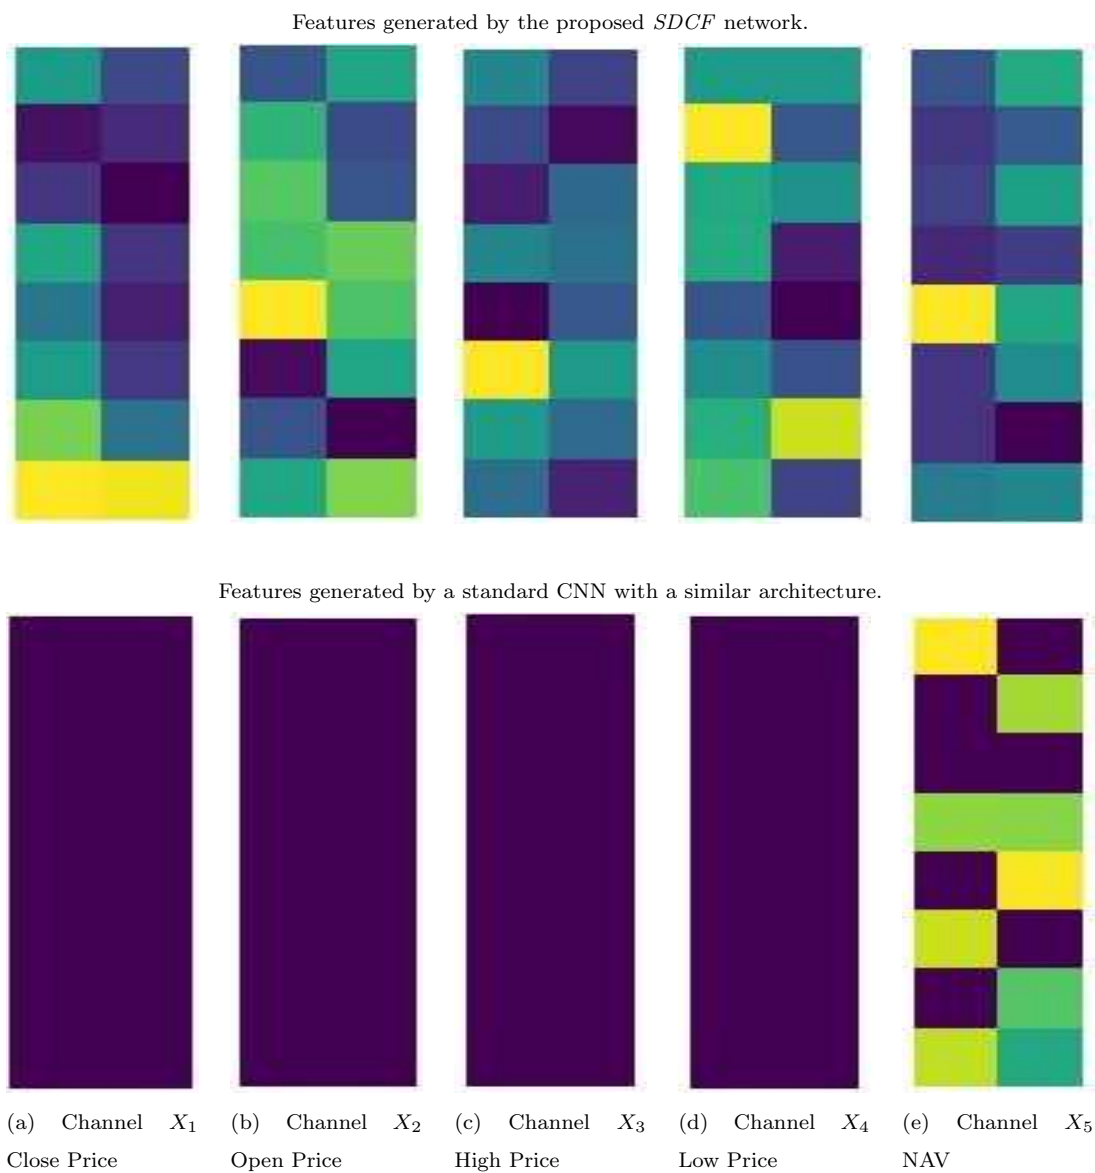 Features generated by the proposed SDCF network.
Features generated by a standard CNN with a similar architecture.
(a) Channel X₁
Close Price
(b) Channel X₂
Open Price
(c) Channel X₃
High Price
(d) Channel X₄
Low Price
(e) Channel X₅
NAV